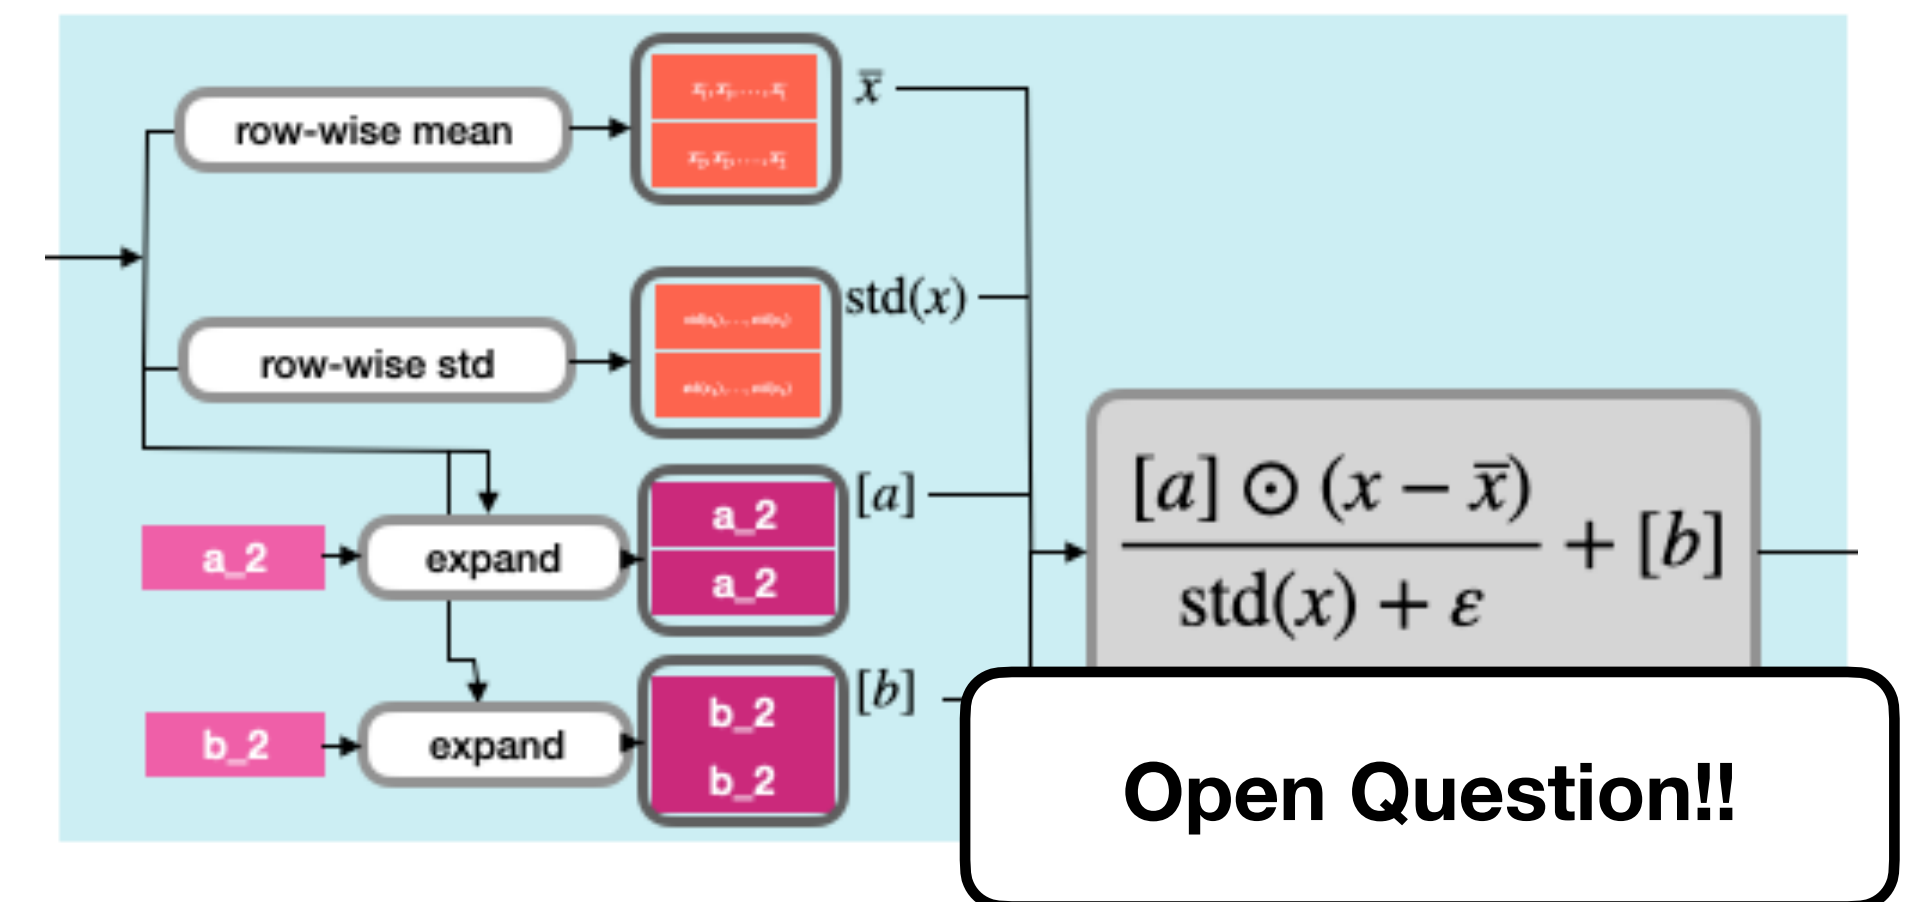 row-wise mean
x̄
row-wise std
std(x)
[a]
a_2
expand
a_2
a_2
[b]
b_2
expand
b_2
b_2
[a] ⊙ (x − x̄)
std(x) + ε
+ [b]
Open Question!!